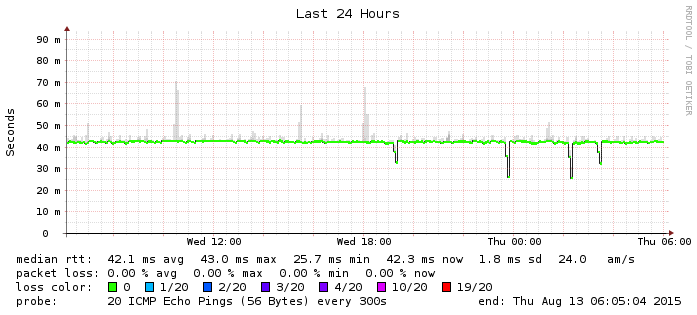 Last 24 Hours
RRDTOOL / TOBI OETIKER
Seconds
90 m
80 m
70 m
60 m
50 m
40 m
30 m
20 m
10 m
0
Wed 12:00 Wed 18:00 Thu 00:00 Thu 06:00
median rtt: 42.1 ms avg 43.0 ms max 25.7 ms min 42.3 ms now 1.8 ms sd 24.0 am/s
packet loss: 0.00 % avg 0.00 % max 0.00 % min 0.00 % now
loss color: 0 1/20 2/20 3/20 4/20 10/20 19/20
probe: 20 ICMP Echo Pings (56 Bytes) every 300s end: Thu Aug 13 06:05:04 2015